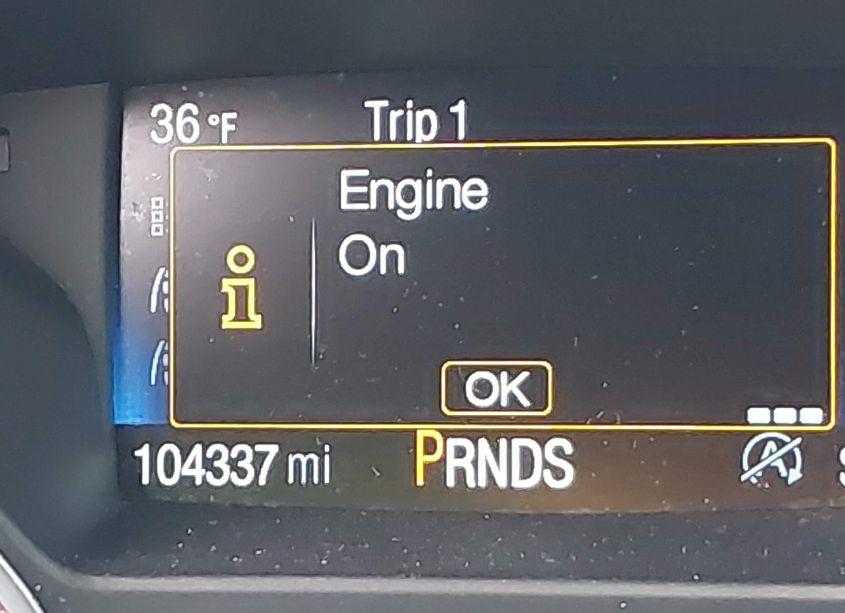 36 °F
Trip 1
Engine
On
OK
104337 mi
PRNDS
A